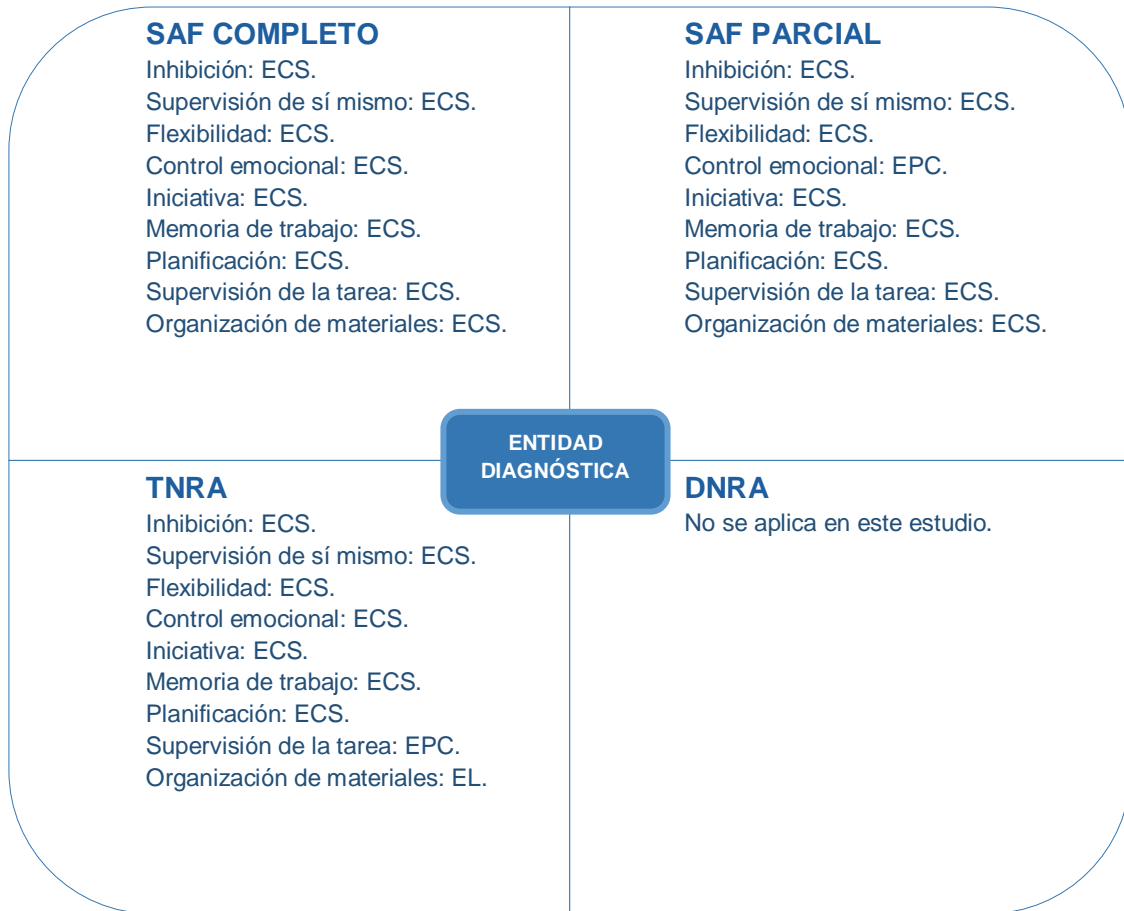 SAF COMPLETO
Inhibición: ECS.
Supervisión de sí mismo: ECS.
Flexibilidad: ECS.
Control emocional: ECS.
Iniciativa: ECS.
Memoria de trabajo: ECS.
Planificación: ECS.
Supervisión de la tarea: ECS.
Organización de materiales: ECS.
SAF PARCIAL
Inhibición: ECS.
Supervisión de sí mismo: ECS.
Flexibilidad: ECS.
Control emocional: EPC.
Iniciativa: ECS.
Memoria de trabajo: ECS.
Planificación: ECS.
Supervisión de la tarea: ECS.
Organización de materiales: ECS.
ENTIDAD
DIAGNÓSTICA
TNRA
Inhibición: ECS.
Supervisión de sí mismo: ECS.
Flexibilidad: ECS.
Control emocional: ECS.
Iniciativa: ECS.
Memoria de trabajo: ECS.
Planificación: ECS.
Supervisión de la tarea: EPC.
Organización de materiales: EL.
DNRA
No se aplica en este estudio.